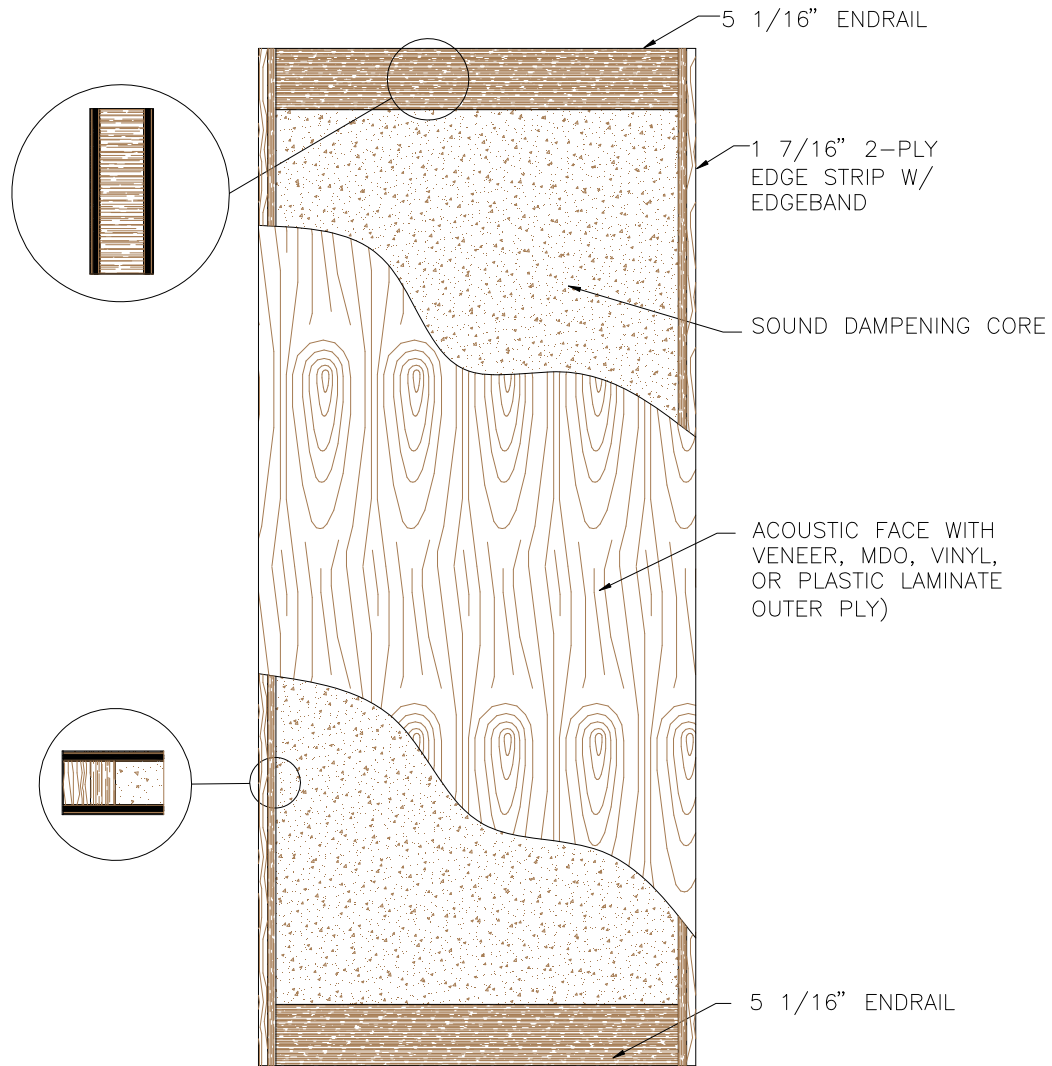 5 1/16” ENDRAIL
1 7/16” 2–PLY
EDGE STRIP W/
EDGEBAND
SOUND DAMPENING CORE
ACOUSTIC FACE WITH
VENEER, MDO, VINYL,
OR PLASTIC LAMINATE
OUTER PLY)
5 1/16” ENDRAIL